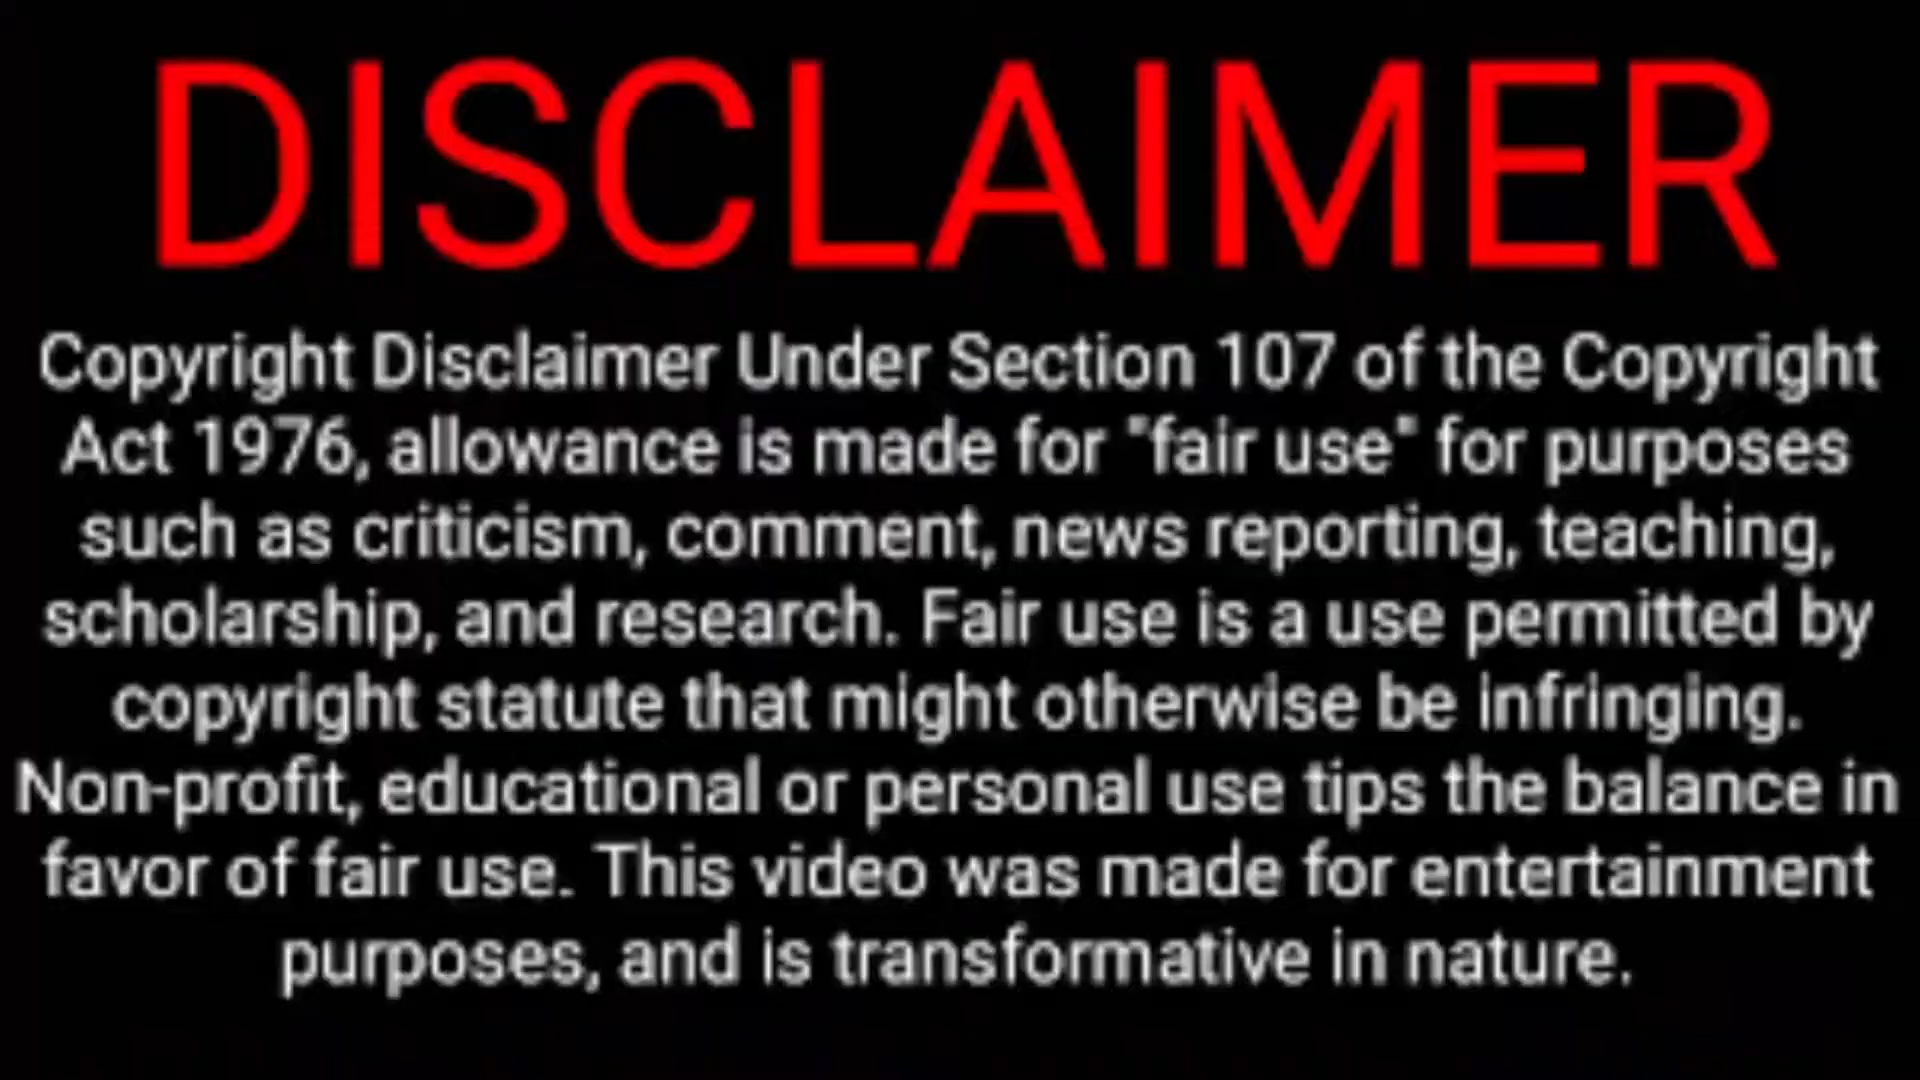 DISCLAIMER
Copyright Disclaimer Under Section 107 of the Copyright
Act 1976, allowance is made for "fair use" for purposes
such as criticism, comment, news reporting, teaching,
scholarship, and research. Fair use is a use permitted by
copyright statute that might otherwise be infringing.
Non-profit, educational or personal use tips the balance in
favor of fair use. This video was made for entertainment
purposes, and is transformative in nature.